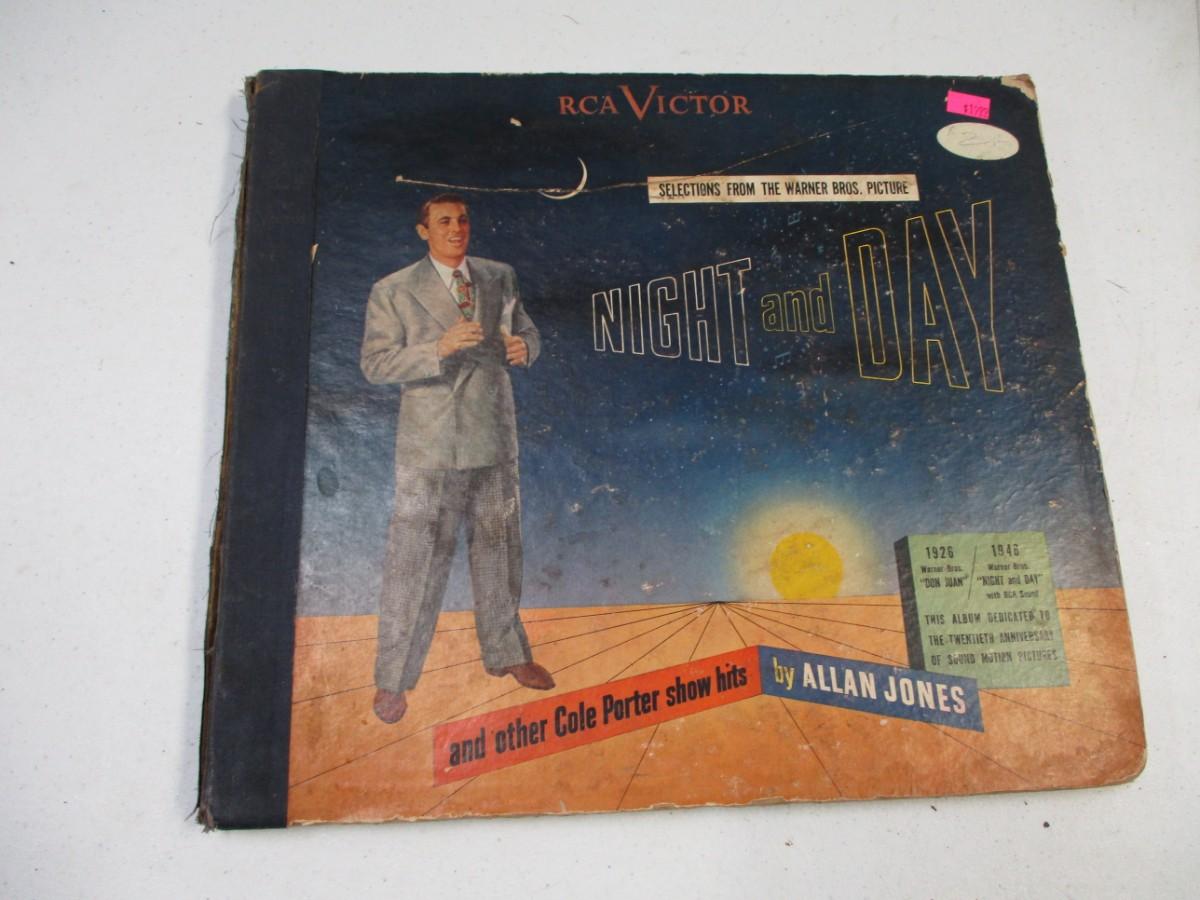 RCA VICTOR
SELECTIONS FROM THE WARNER BROS. PICTURE
NIGHT and DAY
1926 / 1946
Warner Bros. Warner Bros.
"DON JUAN" "NIGHT and DAY"
with RCA Sound
THIS ALBUM DEDICATED TO
THE TWENTIETH ANNIVERSARY
OF SOUND MOTION PICTURES
and other Cole Porter show hits
by ALLAN JONES